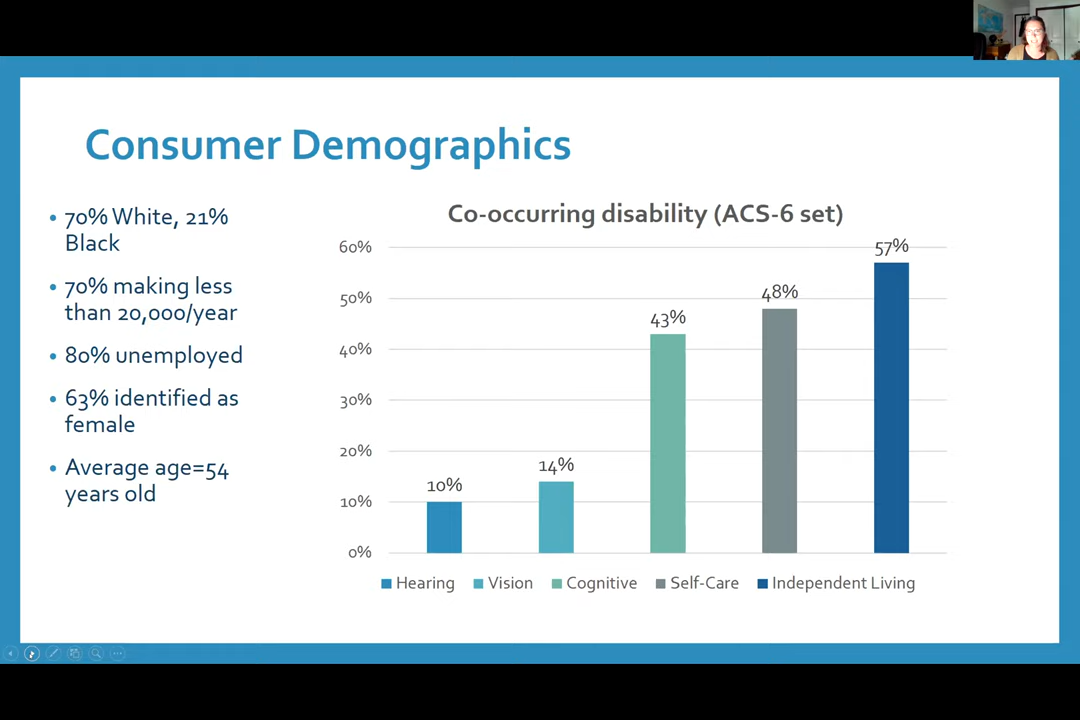 Consumer Demographics
• 70% White, 21%
Black
• 70% making less
than 20,000/year
• 80% unemployed
• 63% identified as
female
• Average age=54
years old
Co-occurring disability (ACS-6 set)
60%
50%
40%
30%
20%
10%
0%
10%
14%
43%
48%
57%
Hearing
Vision
Cognitive
Self-Care
Independent Living